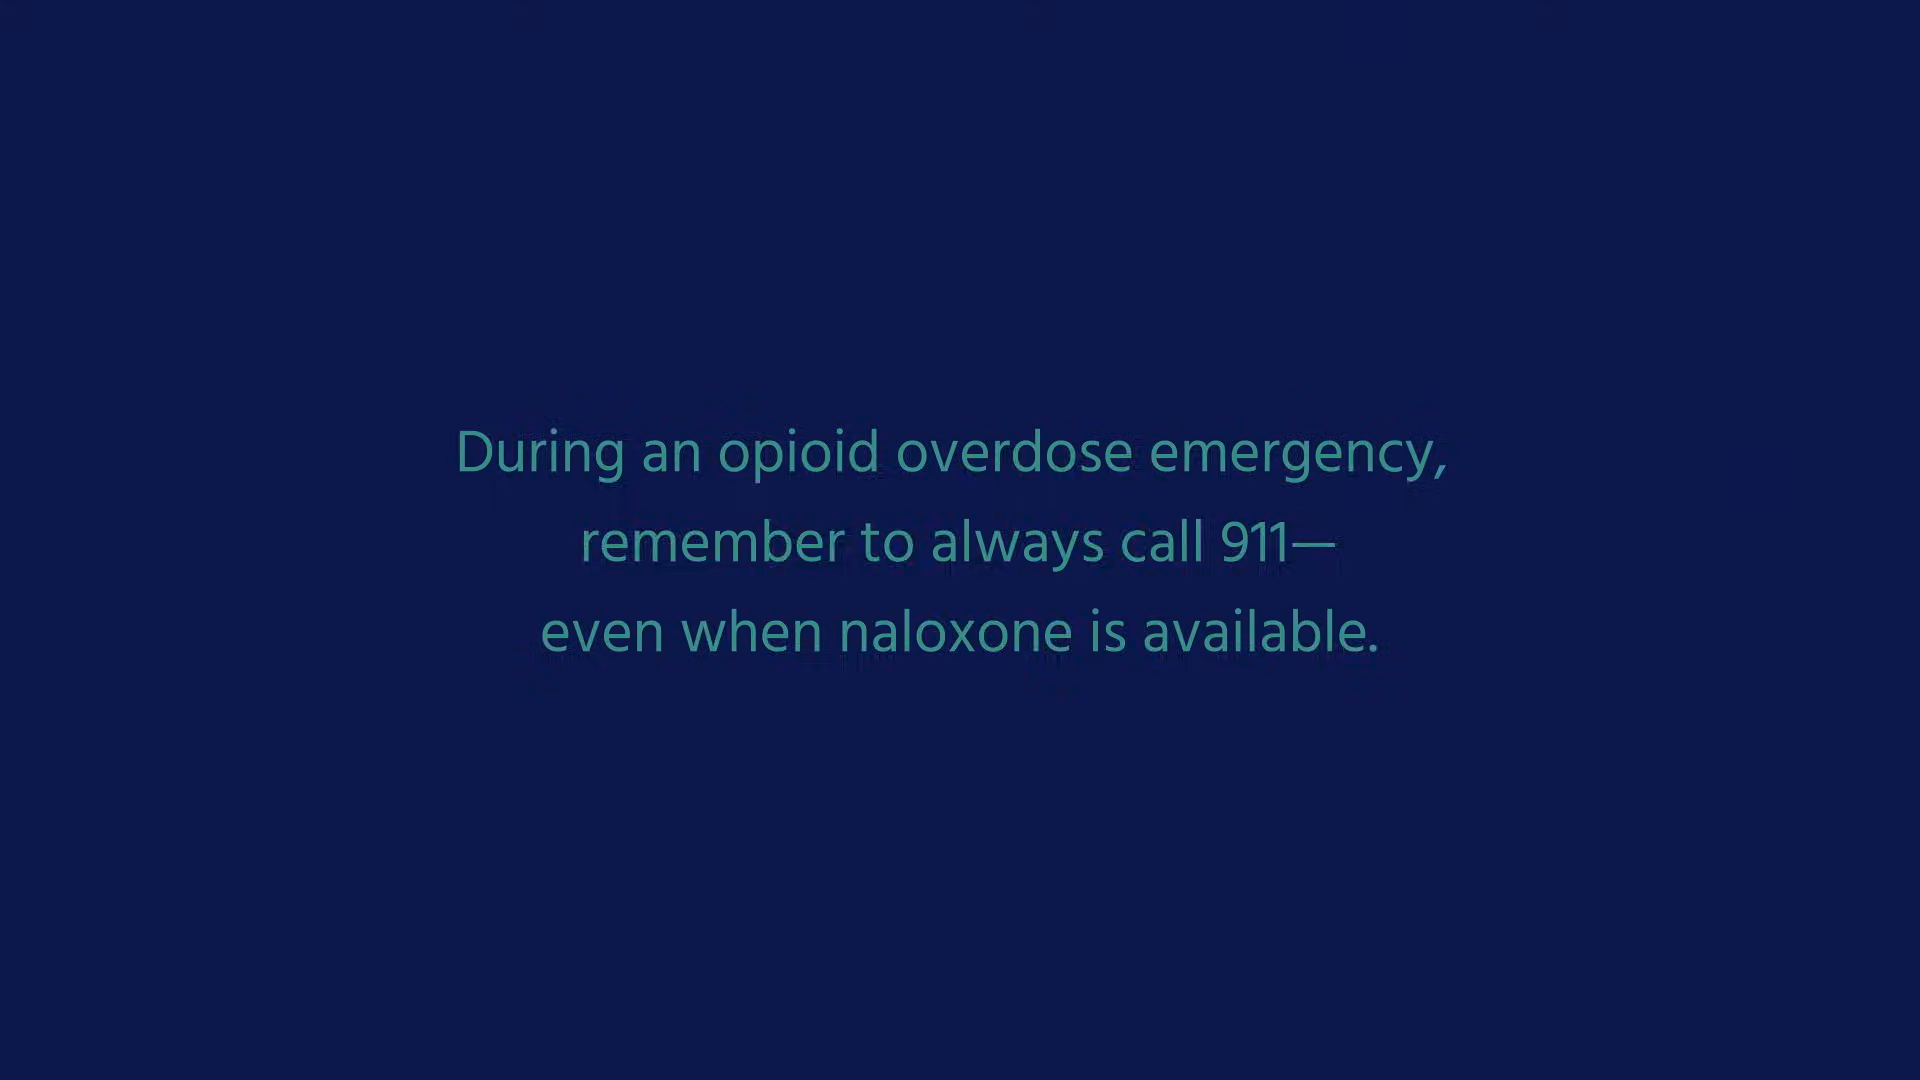 During an opioid overdose emergency,
remember to always call 911—
even when naloxone is available.